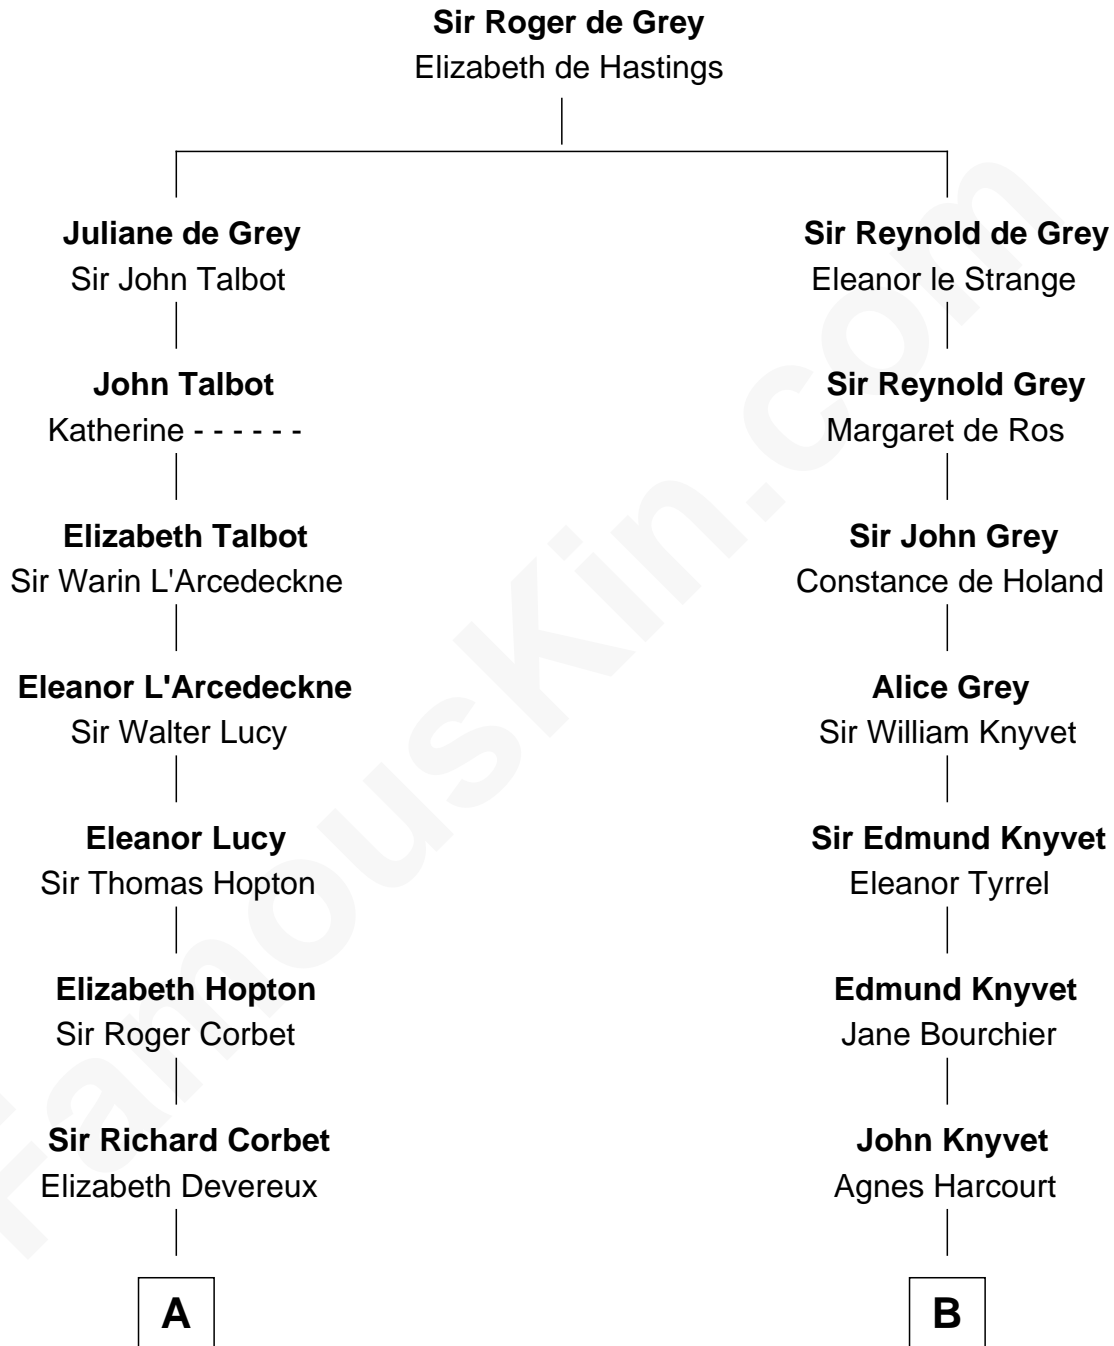 Sir Roger de Grey
Elizabeth de Hastings
Juliane de Grey
Sir John Talbot
John Talbot
Katherine - - - - - -
Elizabeth Talbot
Sir Warin L'Arcedeckne
Eleanor L'Arcedeckne
Sir Walter Lucy
Eleanor Lucy
Sir Thomas Hopton
Elizabeth Hopton
Sir Roger Corbet
Sir Richard Corbet
Elizabeth Devereux
A
Sir Reynold de Grey
Eleanor le Strange
Sir Reynold Grey
Margaret de Ros
Sir John Grey
Constance de Holand
Alice Grey
Sir William Knyvet
Sir Edmund Knyvet
Eleanor Tyrrel
Edmund Knyvet
Jane Bourchier
John Knyvet
Agnes Harcourt
B
FamousKin.com